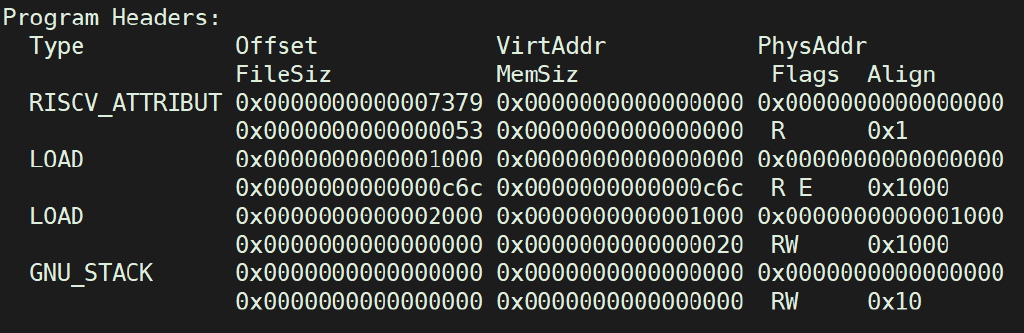 Program Headers:
  Type           Offset             VirtAddr           PhysAddr
                 FileSiz            MemSiz              Flags  Align
  RISCV_ATTRIBUT 0x0000000000007379 0x0000000000000000 0x0000000000000000
                 0x0000000000000053 0x0000000000000000  R      0x1
  LOAD           0x0000000000001000 0x0000000000000000 0x0000000000000000
                 0x0000000000000c6c 0x0000000000000c6c  R E    0x1000
  LOAD           0x0000000000002000 0x0000000000001000 0x0000000000001000
                 0x0000000000000000 0x0000000000000020  RW     0x1000
  GNU_STACK      0x0000000000000000 0x0000000000000000 0x0000000000000000
                 0x0000000000000000 0x0000000000000000  RW     0x10